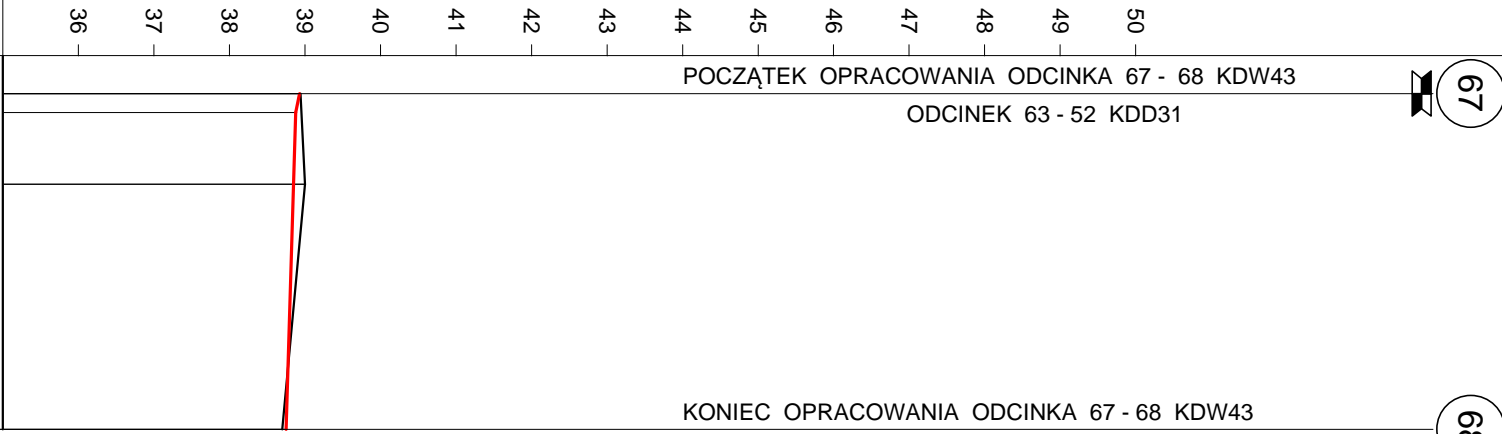 36 37 38 39 40 41 42 43 44 45 46 47 48 49 50
POCZĄTEK OPRACOWANIA ODCINKA 67 - 68 KDW43
67
ODCINEK 63 - 52 KDD31
KONIEC OPRACOWANIA ODCINKA 67 - 68 KDW43